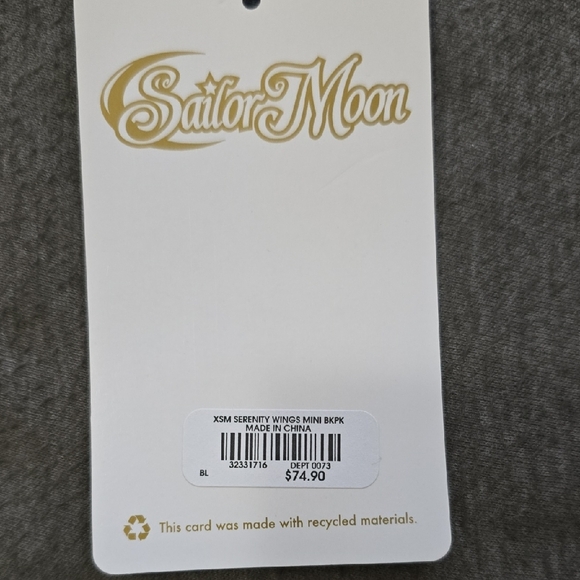 Sailor Moon
XSM SERENITY WINGS MINI BKPK
MADE IN CHINA
32331716 DEPT 0073
BL $74.90
This card was made with recycled materials.